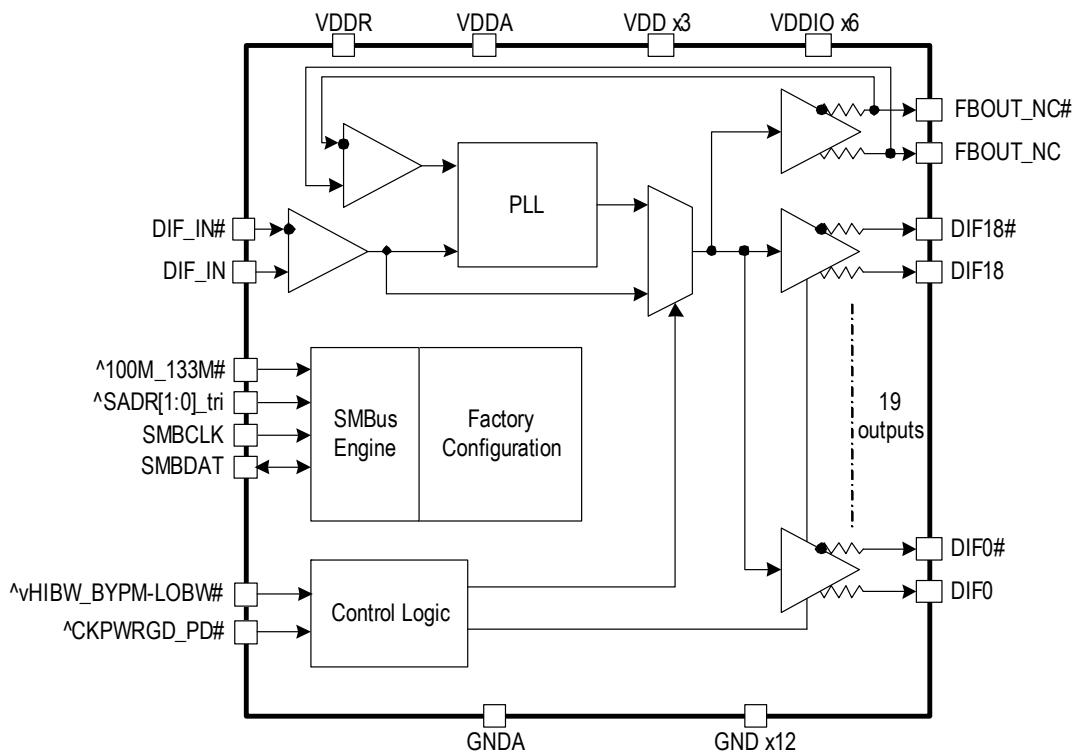 VDDR
VDDA
VDD x3
VDDIO x6
FBOUT_NC#
FBOUT_NC
PLL
DIF_IN#
DIF_IN
DIF18#
DIF18
^100M_133M#
^SADR[1:0]_tri
SMBCLK
SMBDAT
SMBus
Engine
Factory
Configuration
19
outputs
^vHIBW_BYPM-LOBW#
^CKPWRGD_PD#
Control Logic
DIF0#
DIF0
GNDA
GND x12